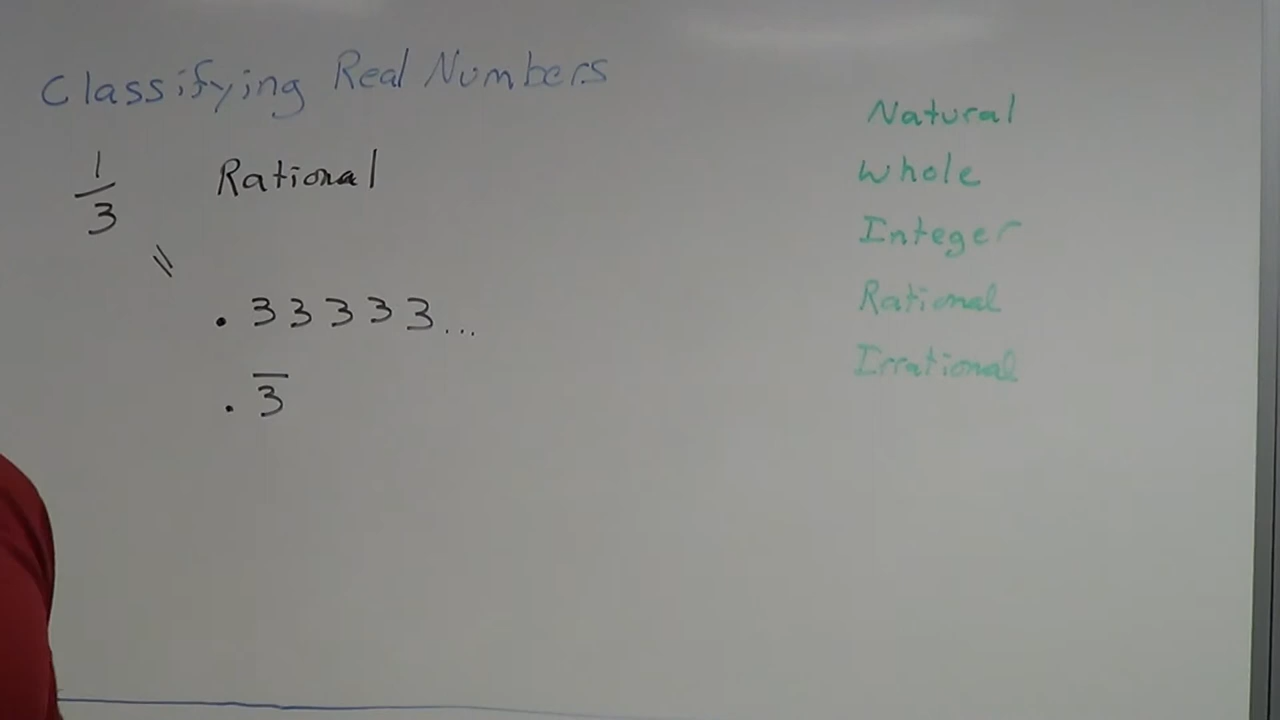 Classifying Real Numbers
1/3 Rational
=
.33333...
.3̅
Natural
Whole
Integer
Rational
Irrational